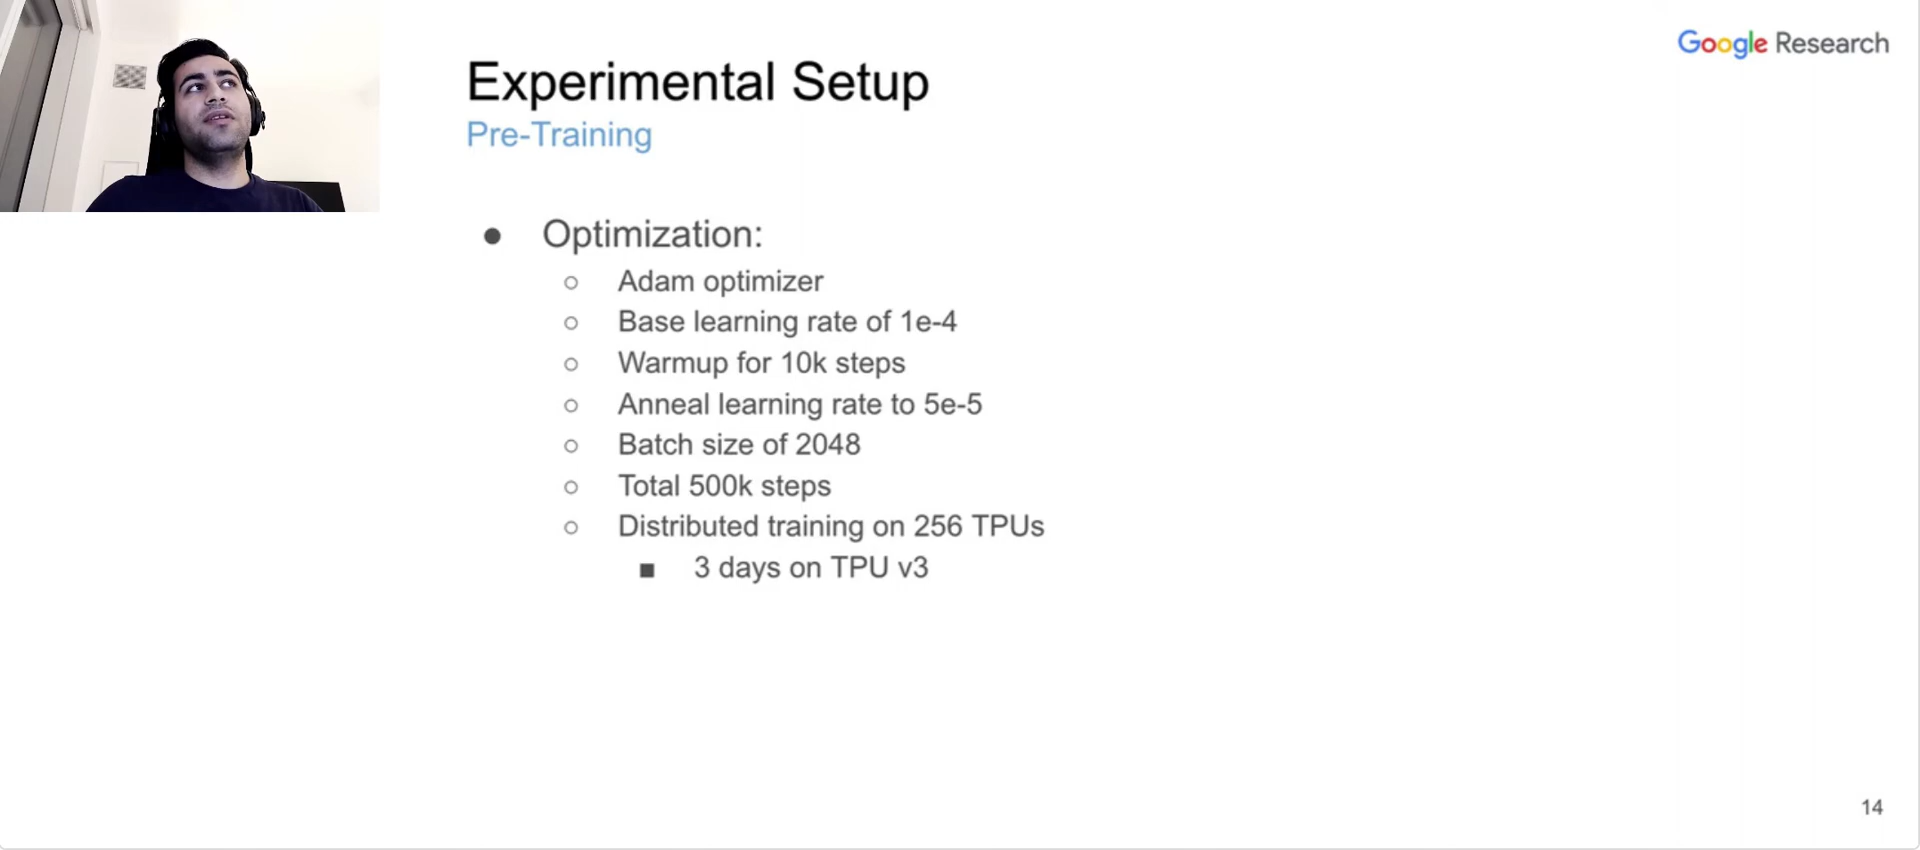 Google Research
Experimental Setup
Pre-Training
● Optimization:
○ Adam optimizer
○ Base learning rate of 1e-4
○ Warmup for 10k steps
○ Anneal learning rate to 5e-5
○ Batch size of 2048
○ Total 500k steps
○ Distributed training on 256 TPUs
■ 3 days on TPU v3
14